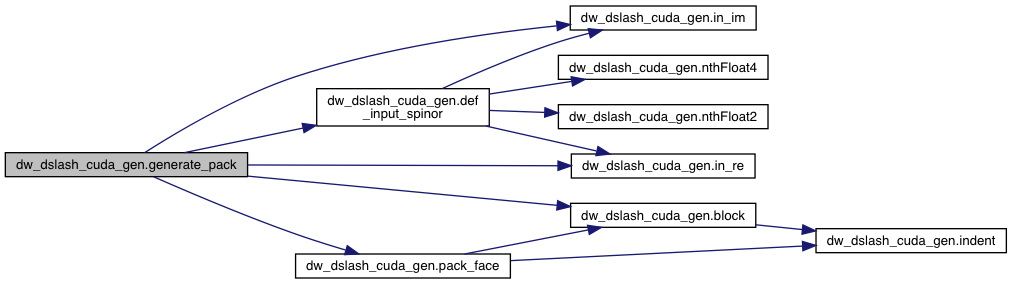 dw_dslash_cuda_gen.in_im
dw_dslash_cuda_gen.nthFloat4
dw_dslash_cuda_gen.def
_input_spinor
dw_dslash_cuda_gen.nthFloat2
dw_dslash_cuda_gen.generate_pack
dw_dslash_cuda_gen.in_re
dw_dslash_cuda_gen.block
dw_dslash_cuda_gen.indent
dw_dslash_cuda_gen.pack_face